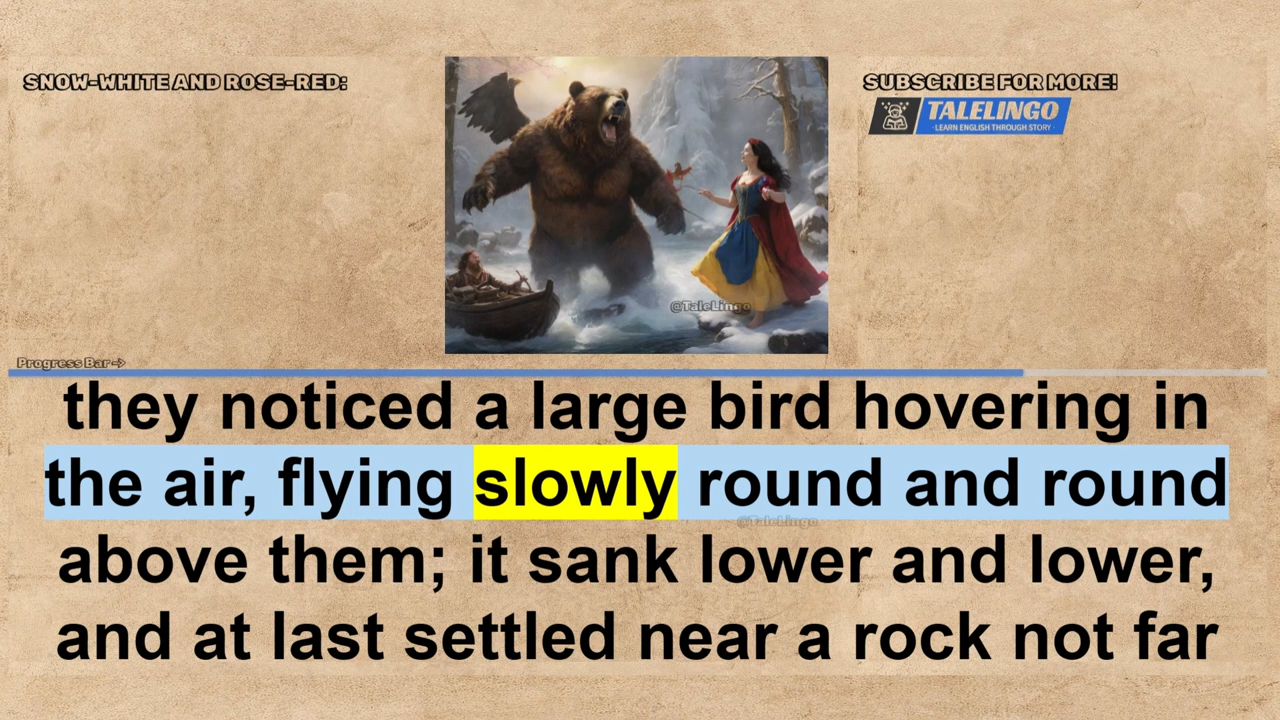 SNOW-WHITE AND ROSE-RED:
SUBSCRIBE FOR MORE!
TALELINGO
· LEARN ENGLISH THROUGH STORY ·
@TaleLingo
Progress Bar->
they noticed a large bird hovering in
the air, flying slowly round and round
@TaleLingo
above them; it sank lower and lower,
and at last settled near a rock not far